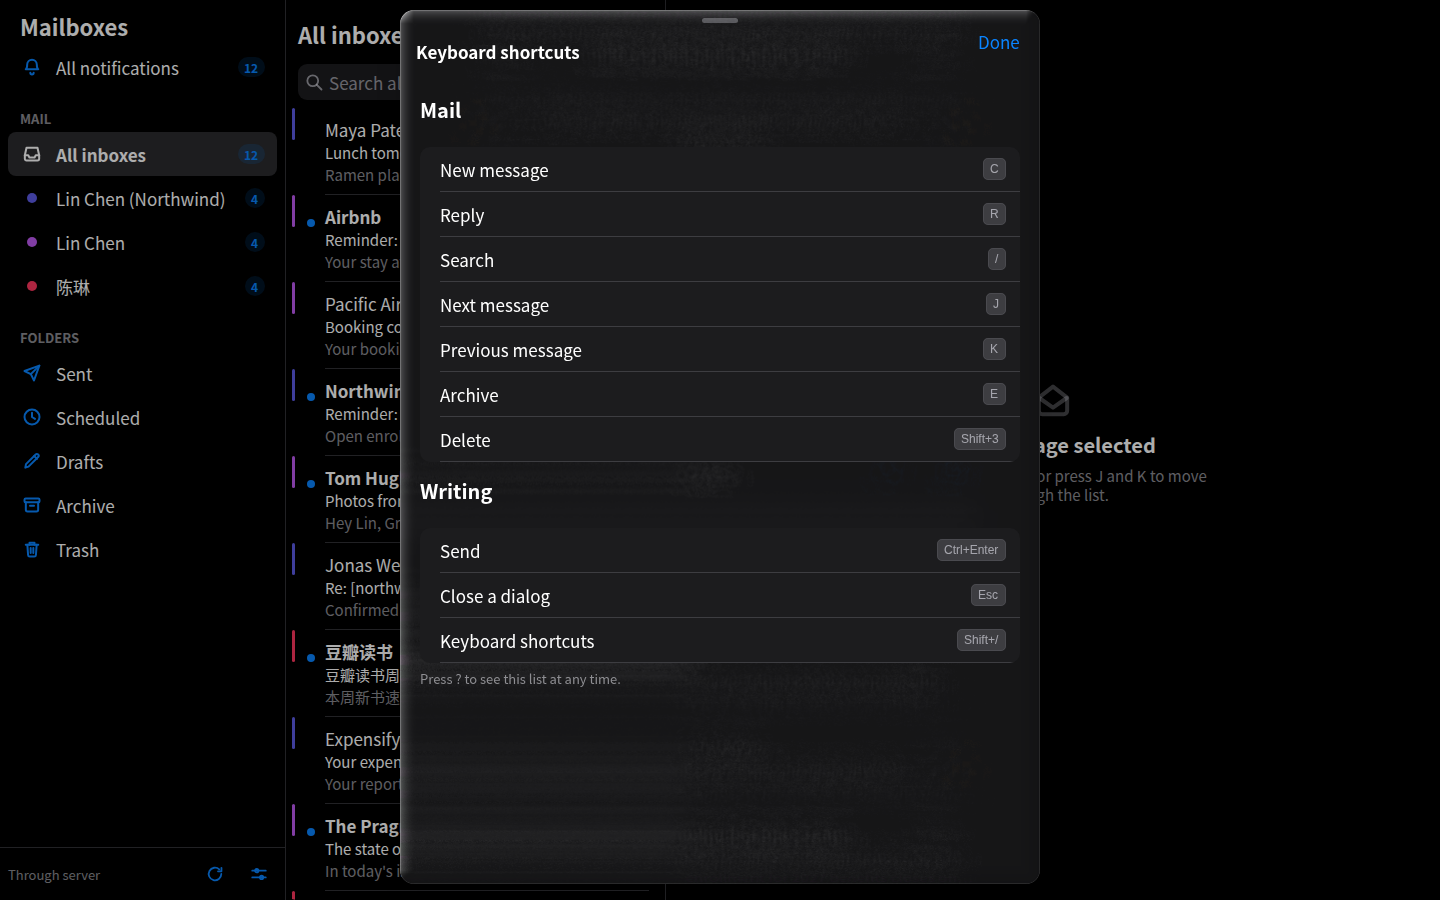 Mailboxes
All notifications 12
MAIL
All inboxes 12
Lin Chen (Northwind) 4
Lin Chen 4
陈琳 4
FOLDERS
Sent
Scheduled
Drafts
Archive
Trash
Through server
All inboxe
Search al
Maya Pate
Lunch tom
Ramen pla
Airbnb
Reminder:
Your stay a
Pacific Air
Booking co
Your booki
Northwin
Reminder:
Open enro
Tom Hug
Photos fro
Hey Lin, Gr
Jonas We
Re: [northw
Confirmed
豆瓣读书
豆瓣读书周
本周新书速
Expensify
Your expen
Your report
The Prag
The state o
In today's i
Keyboard shortcuts
Done
Mail
New message C
Reply R
Search /
Next message J
Previous message K
Archive E
Delete Shift+3
Writing
Send Ctrl+Enter
Close a dialog Esc
Keyboard shortcuts Shift+/
Press ? to see this list at any time.
age selected
or press J and K to move
gh the list.